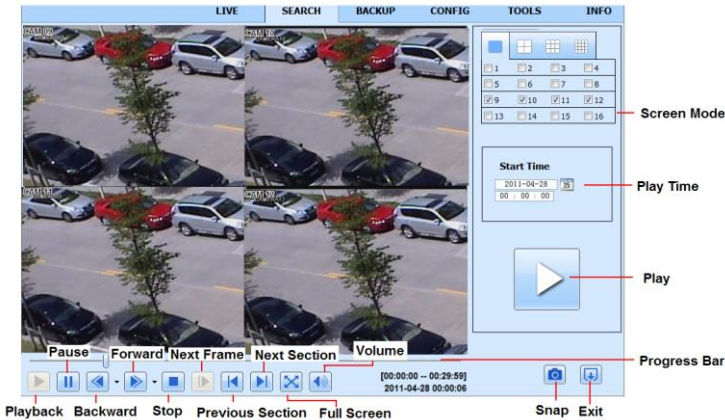 LIVE SEARCH BACKUP CONFIG TOOLS INFO
CAM 09
CAM 11
CAM 12
1 2 3 4
5 6 7 8
9 10 11 12
13 14 15 16
Screen Mode
Start Time
2011-04-28
00 : 00 : 00
Play Time
Play
Pause Forward Next Frame Next Section Volume
Progress Bar
[00:00:00 -- 00:29:59]
2011-04-28 00:00:06
Playback Backward Stop Previous Section Full Screen Snap Exit